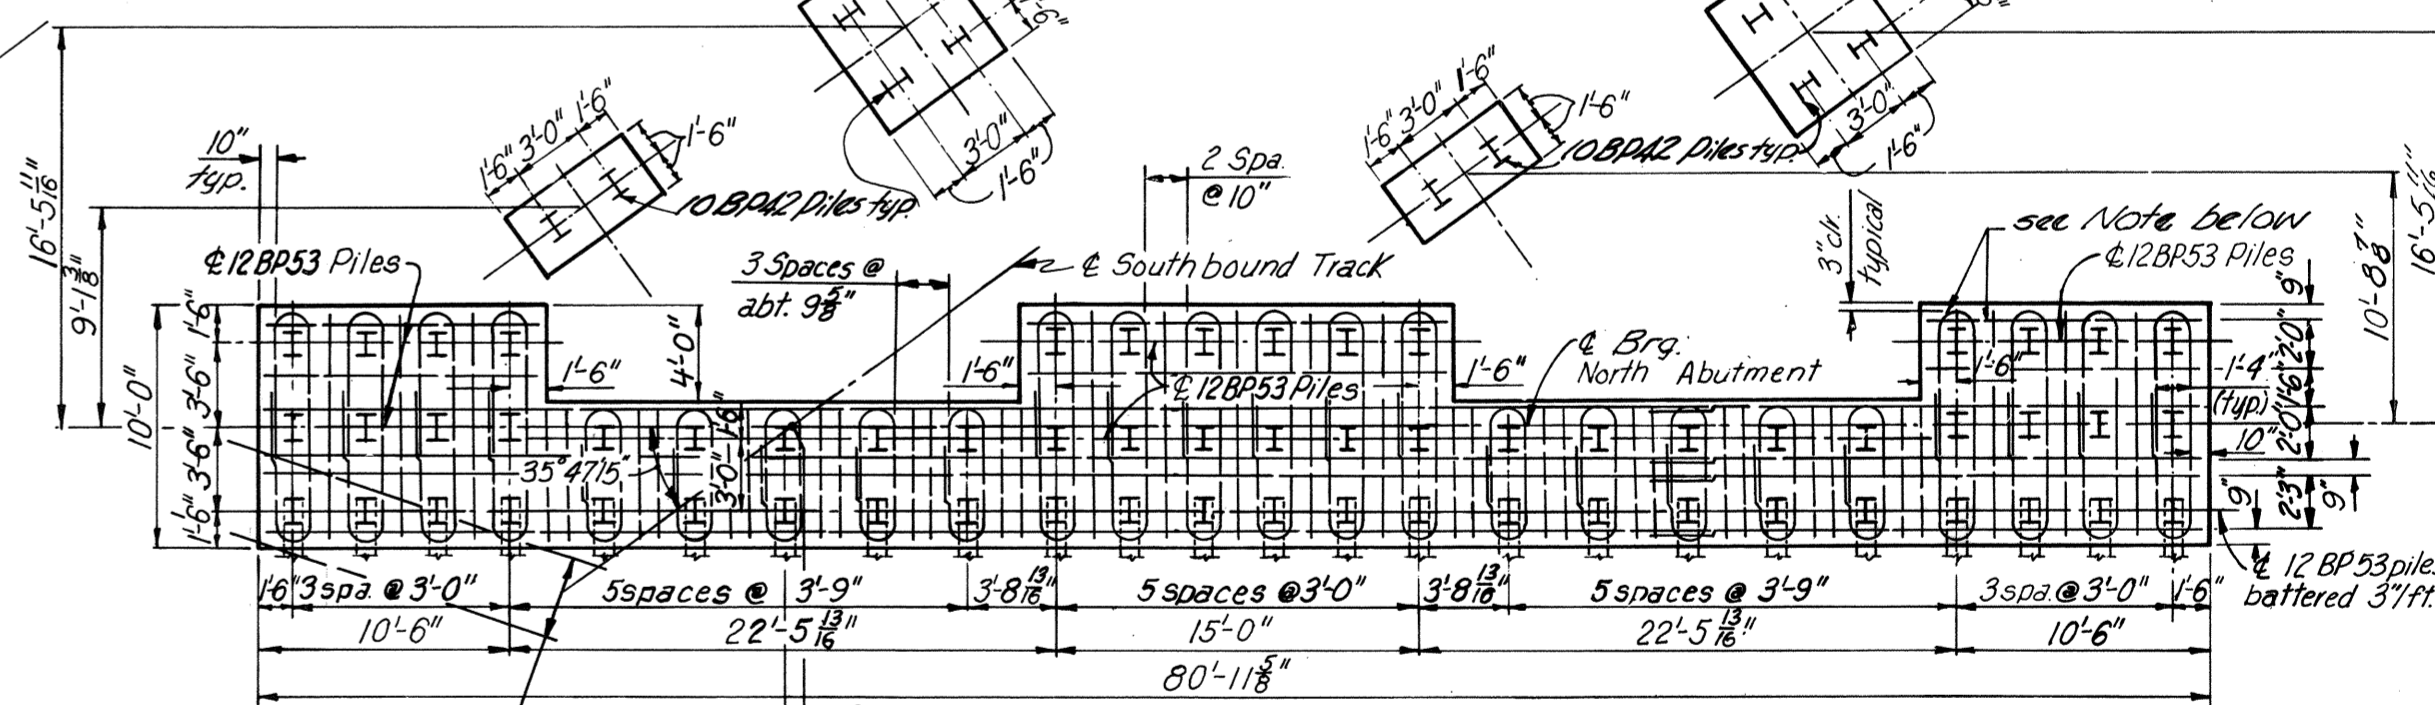 1'-6"
3'-0"
1'-6"
3'-0"
1'-6"
1'-6" 3'-0" 1'-6"
1'-6"
10BP42 Piles typ.
1'-6" 3'-0" 1'-6"
1'-6"
10BP42 Piles typ.
10"
typ.
2 Spa.
@ 10"
16'-5 11/16"
9'-1 3/8"
3" clr.
typical
see Note below
℄ 12BP53 Piles
10'-8 7/8"
℄ 12BP53 Piles
3 Spaces @
abt. 9 5/8"
℄ Southbound Track
9"
1'-6"
3'-6"
3'-6"
1'-6"
10'-0"
1'-6"
4'-0"
1'-6"
℄ 12BP53 Piles
1'-6"
℄ Brg.
North Abutment
1'-6"
1'-4"
(typ.)
2'-0"
1'-6"
2'-0"
10"
35°47'15"
1'-6"
3'-0"
9"
2'-3"
9"
1'-6" 3 spa. @ 3'-0" 5 spaces @ 3'-9" 3'-8 13/16" 5 spaces @ 3'-0" 3'-8 13/16" 5 spaces @ 3'-9" 3 spa. @ 3'-0" 1'-6"
℄ 12 BP 53 pile
battered 3"/ft.
10'-6" 22'-5 13/16" 15'-0" 22'-5 13/16" 10'-6"
80'-11 5/8"